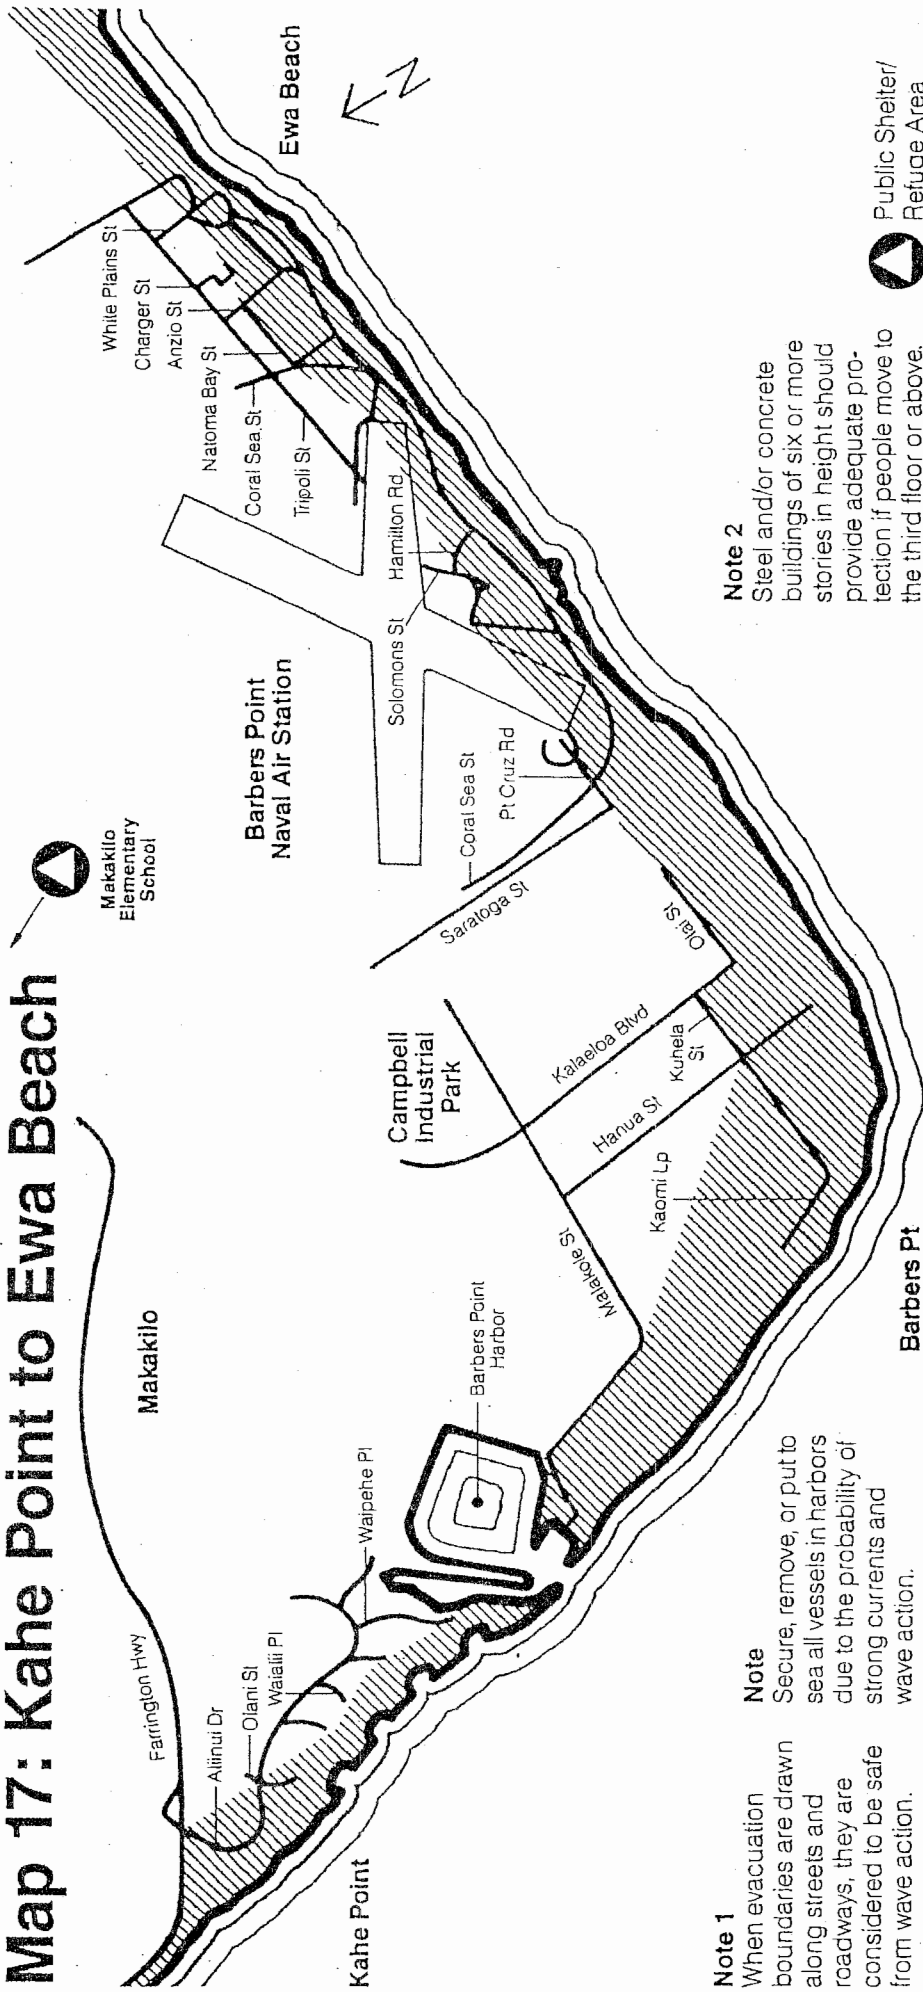 Map 17: Kahe Point to Ewa Beach
Makakilo
Elementary
School
Farrington Hwy
Makakilo
Aliinui Dr
Olani St
Waialii Pl
Waipehe Pl
Kahe Point
Barbers Point
Harbor
Malakole St
Campbell
Industrial
Park
Kalaeloa Blvd
Hanua St
Kuhela
St
Kaomi Lp
Olai St
Saratoga St
Coral Sea St
Pt Cruz Rd
Barbers Point
Naval Air Station
Solomons St
Hamilton Rd
Tripoli St
Coral Sea St
Natoma Bay St
Anzio St
Charger St
White Plains St
Ewa Beach
N
Barbers Pt
Note 1
When evacuation
boundaries are drawn
along streets and
roadways, they are
considered to be safe
from wave action.
Note
Secure, remove, or put to
sea all vessels in harbors
due to the probability of
strong currents and
wave action.
Note 2
Steel and/or concrete
buildings of six or more
stories in height should
provide adequate pro-
tection if people move to
the third floor or above.
Public Shelter/
Refuge Area